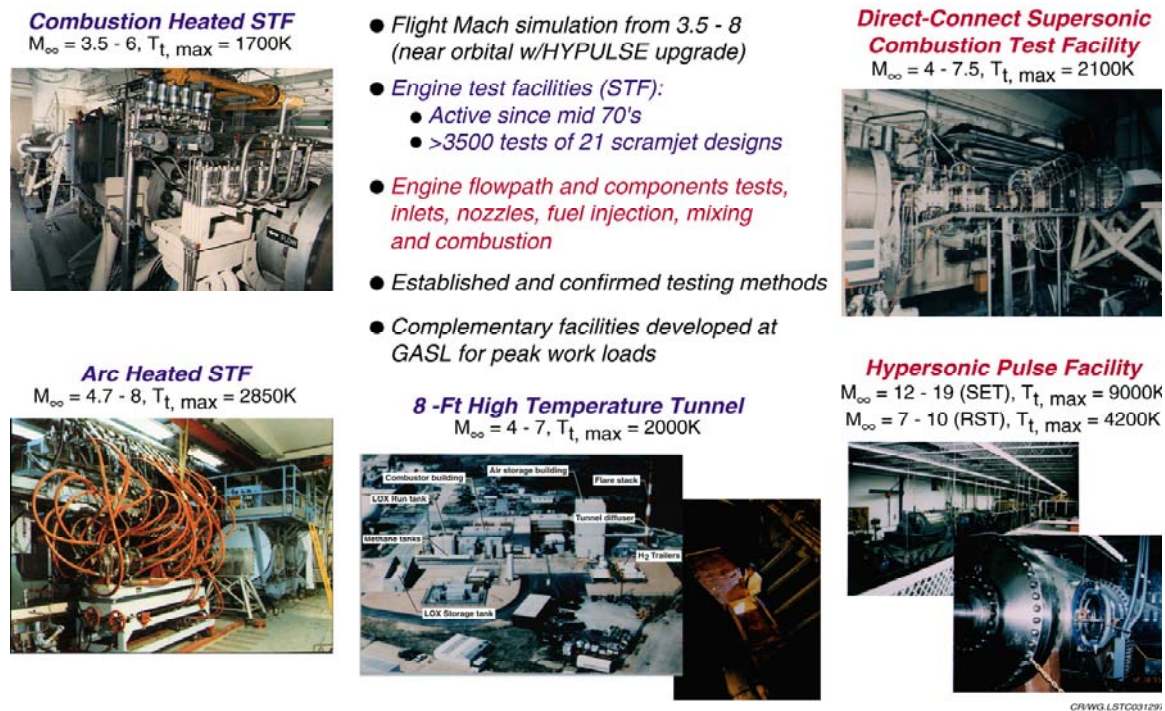 Combustion Heated STF
M∞ = 3.5 - 6, Tt, max = 1700K
FLOW
Arc Heated STF
M∞ = 4.7 - 8, Tt, max = 2850K
● Flight Mach simulation from 3.5 - 8
(near orbital w/HYPULSE upgrade)
● Engine test facilities (STF):
● Active since mid 70's
● >3500 tests of 21 scramjet designs
● Engine flowpath and components tests,
inlets, nozzles, fuel injection, mixing
and combustion
● Established and confirmed testing methods
● Complementary facilities developed at
GASL for peak work loads
8 -Ft High Temperature Tunnel
M∞ = 4 - 7, Tt, max = 2000K
Air storage building
Combustor building
Flare stack
LOX Run tank
Tunnel diffuser
Methane tanks
H2 Trailers
LOX Storage tank
Direct-Connect Supersonic
Combustion Test Facility
M∞ = 4 - 7.5, Tt, max = 2100K
Hypersonic Pulse Facility
M∞ = 12 - 19 (SET), Tt, max = 9000K
M∞ = 7 - 10 (RST), Tt, max = 4200K
CR/WG.LSTC031297